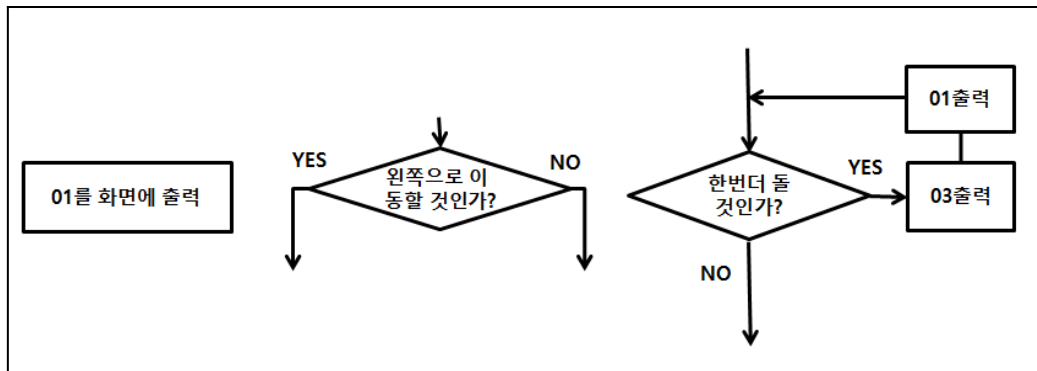 01를 화면에 출력
YES
왼쪽으로 이
동할 것인가?
NO
한번더 돌
것인가?
YES
NO
01출력
03출력